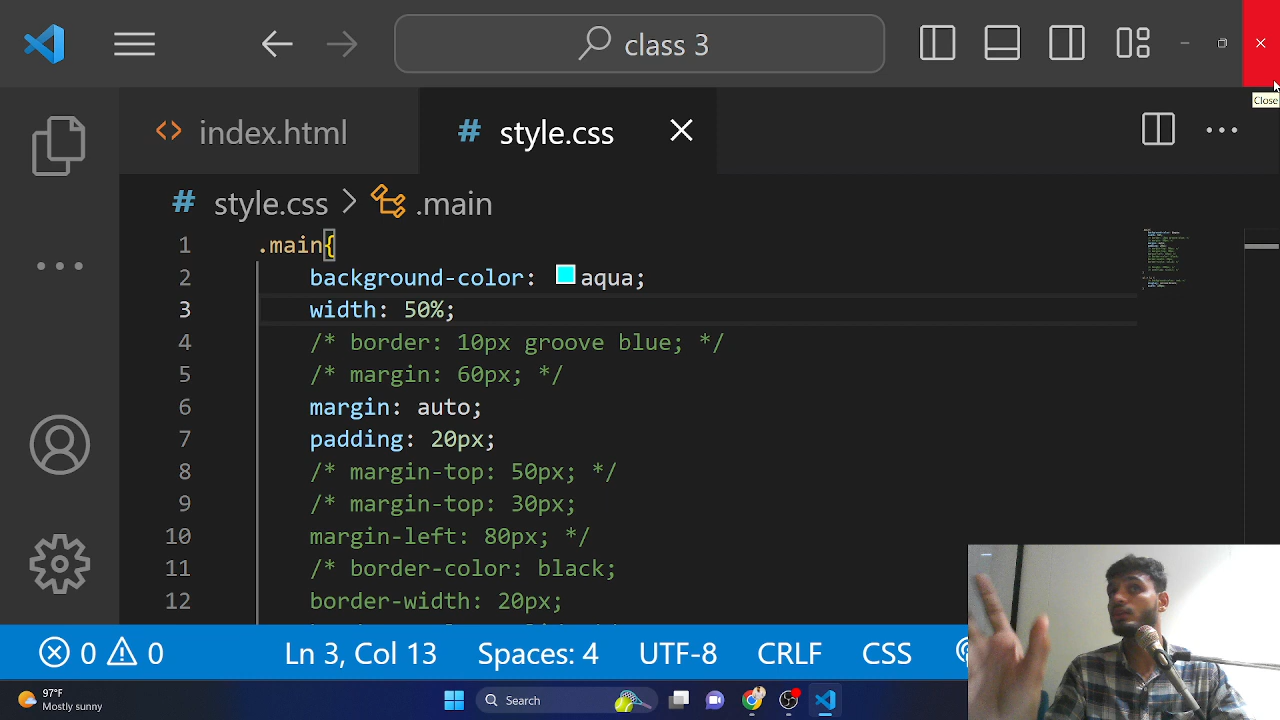 class 3
Close
index.html
# style.css
# style.css > .main
1 .main{
2 background-color: aqua;
3 width: 50%;
4 /* border: 10px groove blue; */
5 /* margin: 60px; */
6 margin: auto;
7 padding: 20px;
8 /* margin-top: 50px; */
9 /* margin-top: 30px;
10 margin-left: 80px; */
11 /* border-color: black;
12 border-width: 20px;
0 0 Ln 3, Col 13 Spaces: 4 UTF-8 CRLF CSS
97°F
Mostly sunny
Search